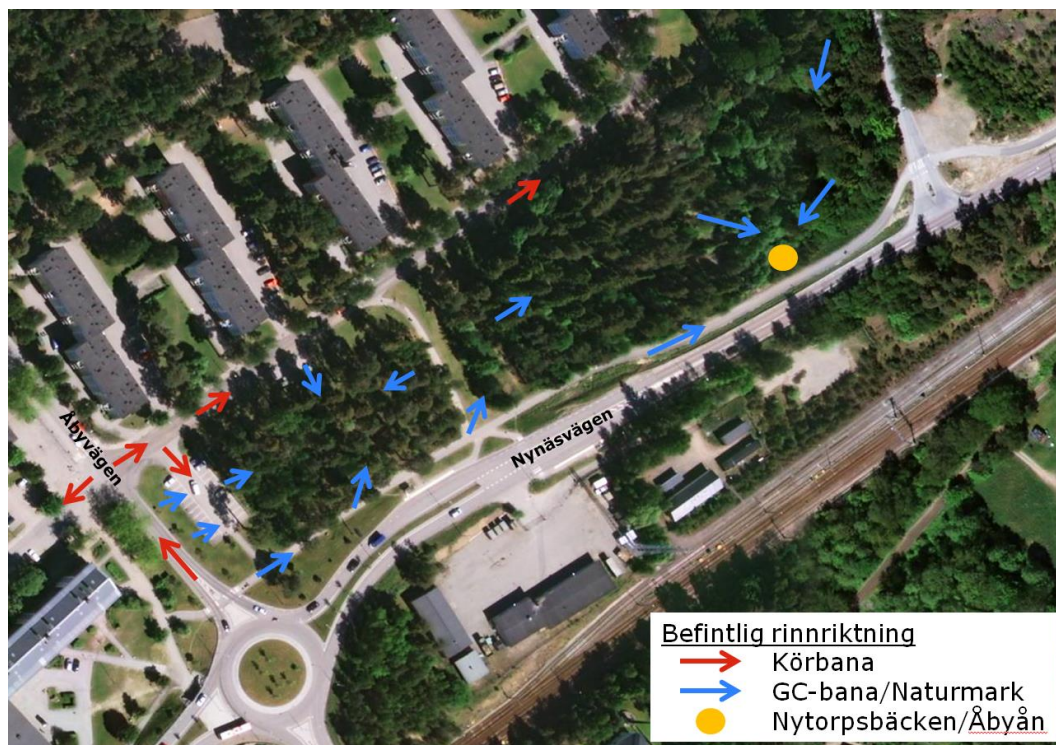 Åbyvägen
Nynäsvägen
Befintlig rinnriktning
Körbana
GC-bana/Naturmark
Nytorpsbäcken/Åbyån